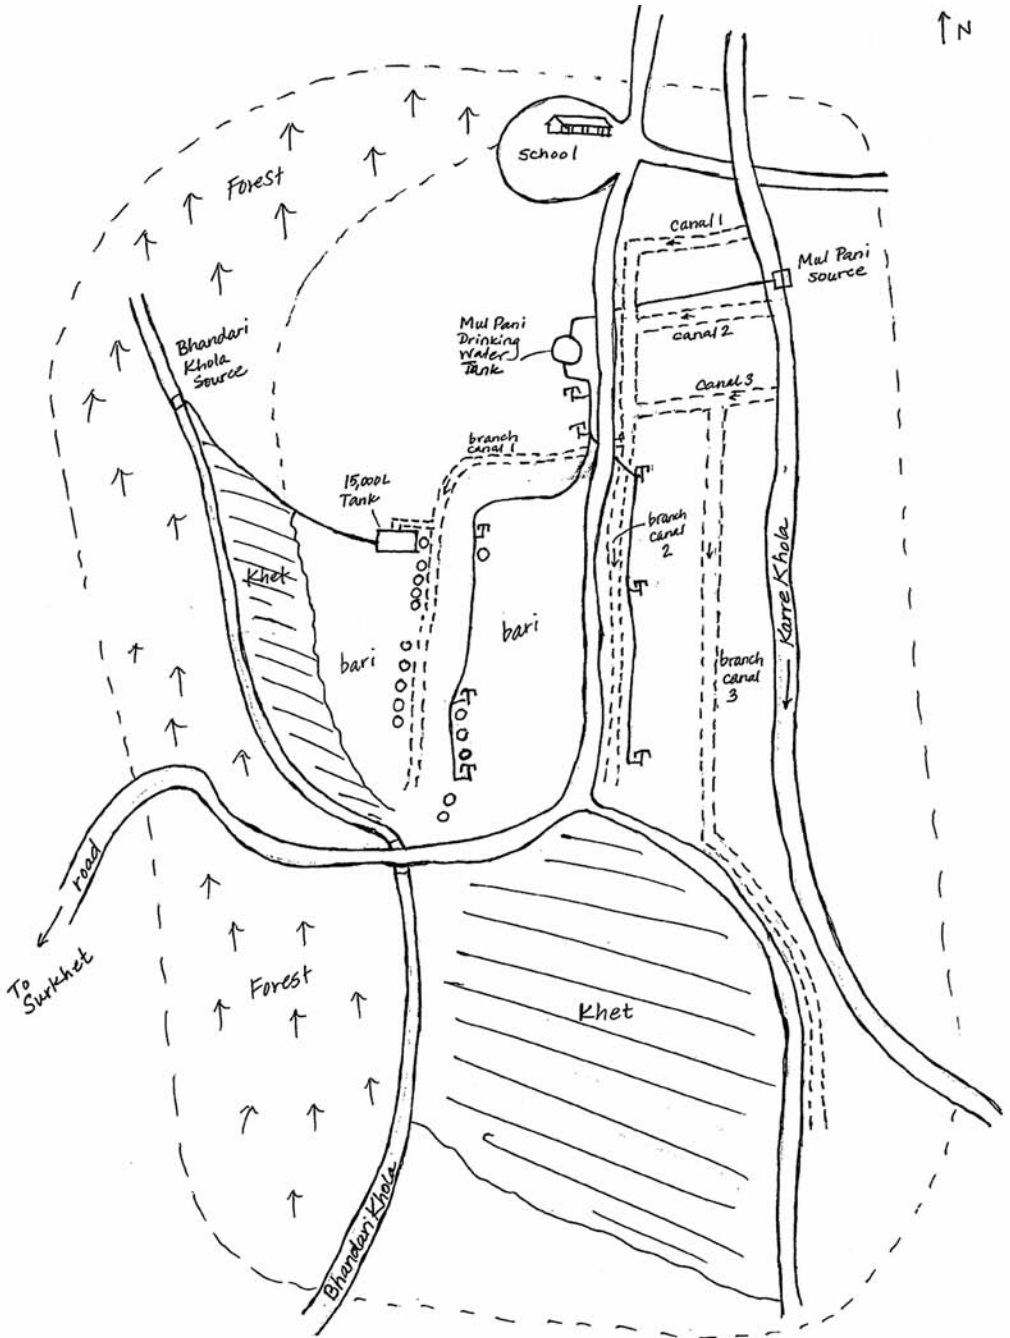 N
School
Forest
Canal 1
Mul Pani
source
Bhandari
Khola
Source
Mul Pani
Drinking
Water
Tank
canal 2
Canal 3
branch
canal 1
15,000L
Tank
branch
canal
2
Khet
Karre Khola
bari
bari
branch
canal
3
road
To
Surkhet
Forest
Khet
Bhandari Khola